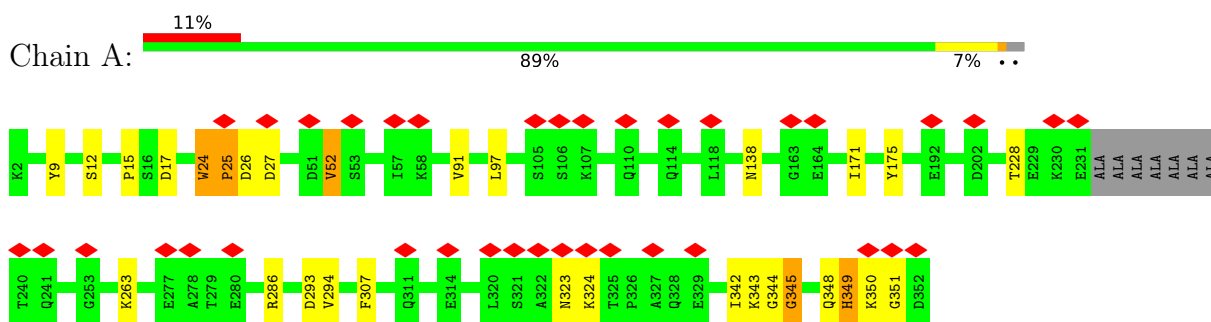 11%
Chain A:
89% 7% • •
K2 Y9 S12 P15 S16 D17 W24 P25 D26 D27 D51 V52 S53 I57 K58 V91 L97 S105 S106 K107 Q110 Q114 L118 N138 G163 E164 I171 Y175 E192 D202 T228 E229 K230 E231 ALA ALA ALA ALA ALA ALA ALA
T240 Q241 G253 K263 E277 A278 T279 E280 R286 D293 V294 F307 Q311 E314 L320 S321 A322 N323 K324 T325 P326 A327 Q328 E329 I342 K343 G344 G345 Q348 H349 K350 G351 D352